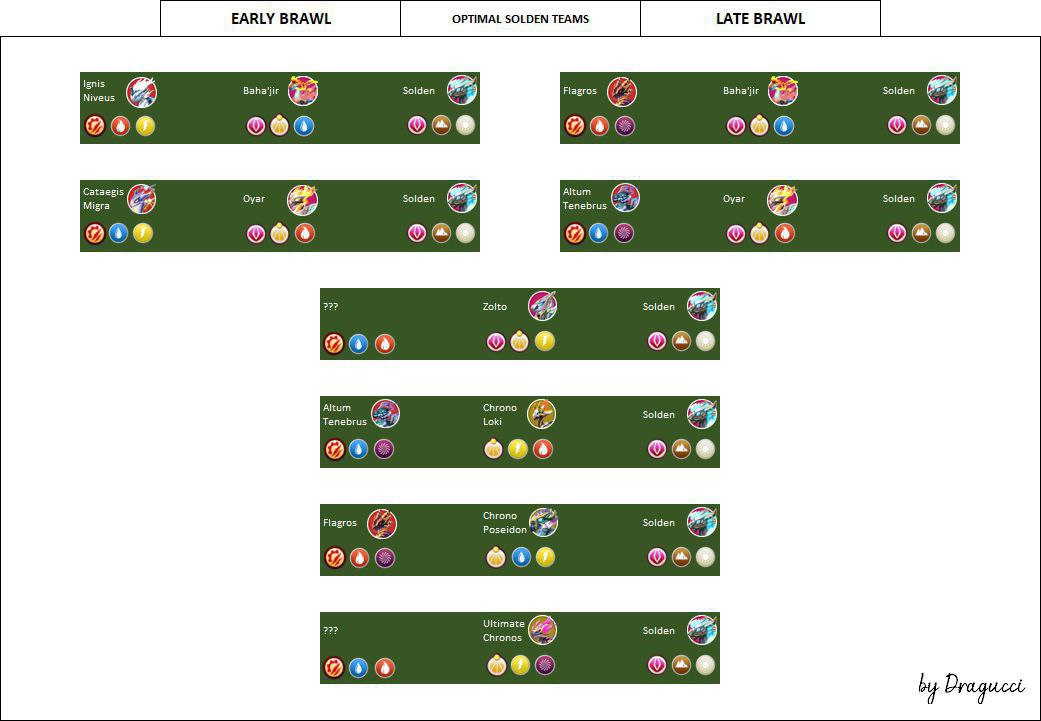 EARLY BRAWL OPTIMAL SOLDEN TEAMS LATE BRAWL
Ignis
Niveus
Baha'jir
Solden
Flagros
Baha'jir
Solden
Cataegis
Migra
Oyar
Solden
Altum
Tenebrus
Oyar
Solden
???
Zolto
Solden
Altum
Tenebrus
Chrono
Loki
Solden
Flagros
Chrono
Poseidon
Solden
???
Ultimate
Chronos
Solden
by Dragucci